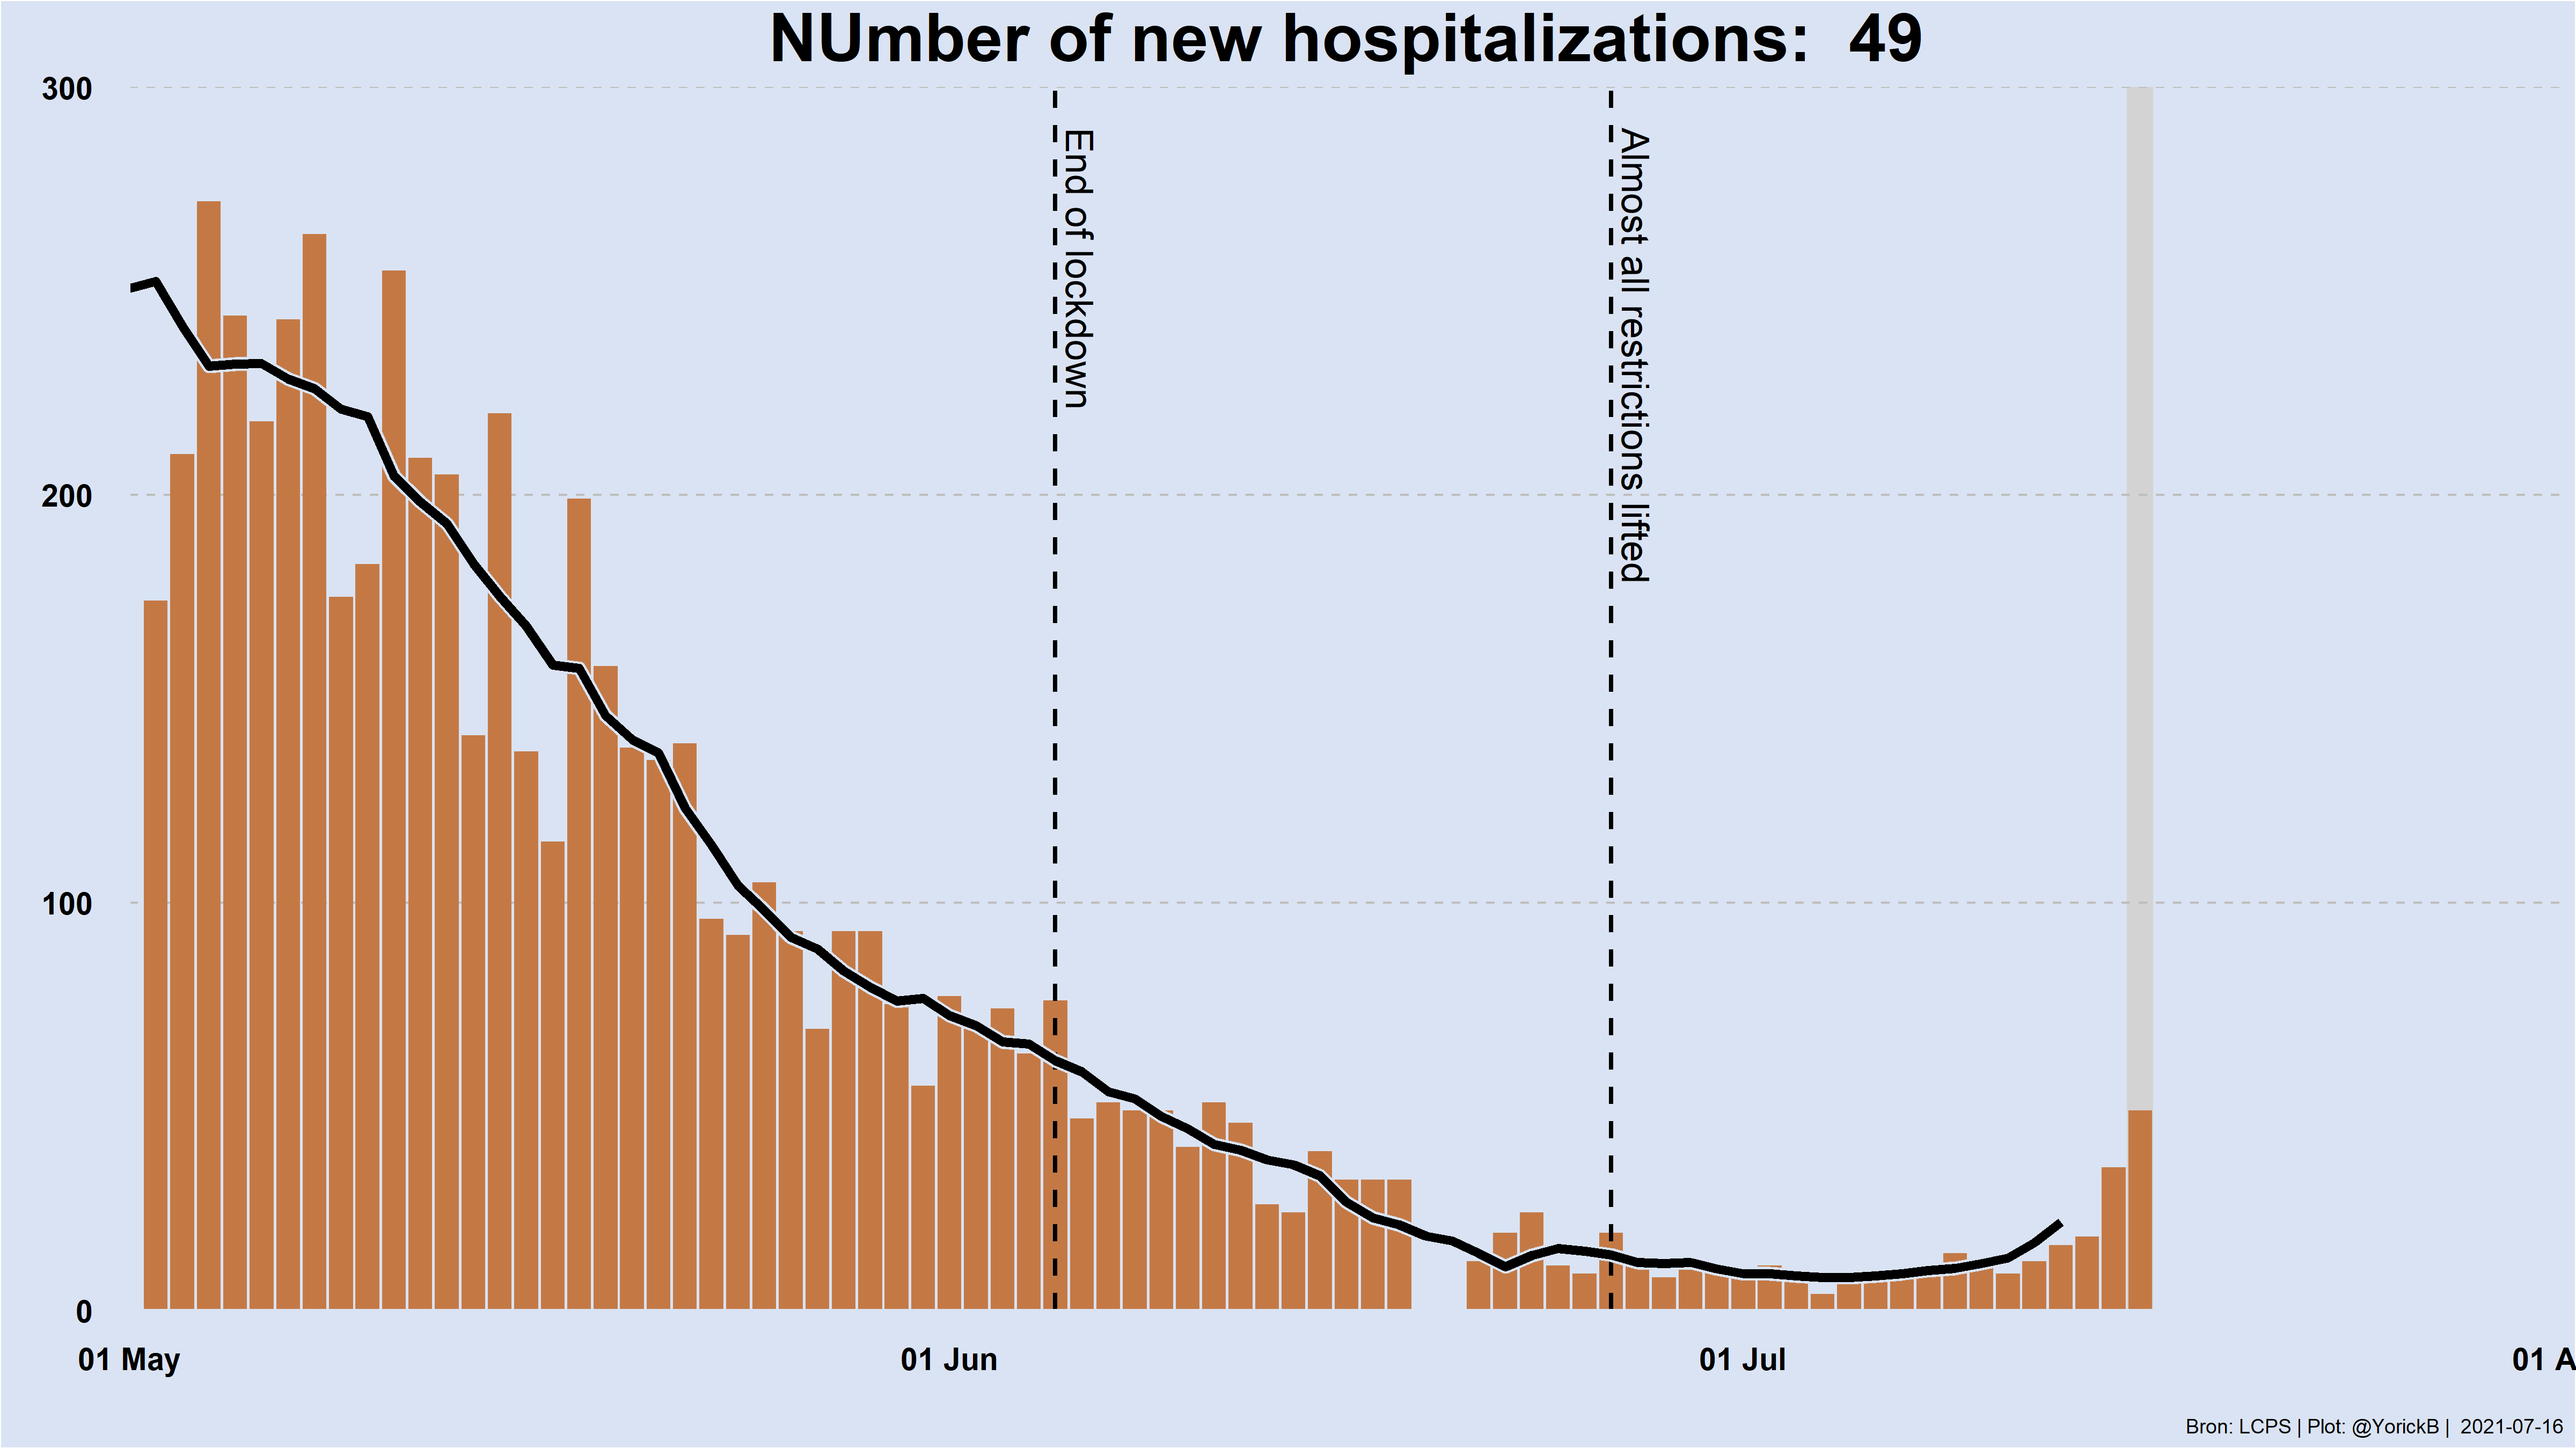 NUmber of new hospitalizations:  49
300
200
100
0
End of lockdown
Almost all restrictions lifted
01 May
01 Jun
01 Jul
01 A
Bron: LCPS | Plot: @YorickB |  2021-07-16